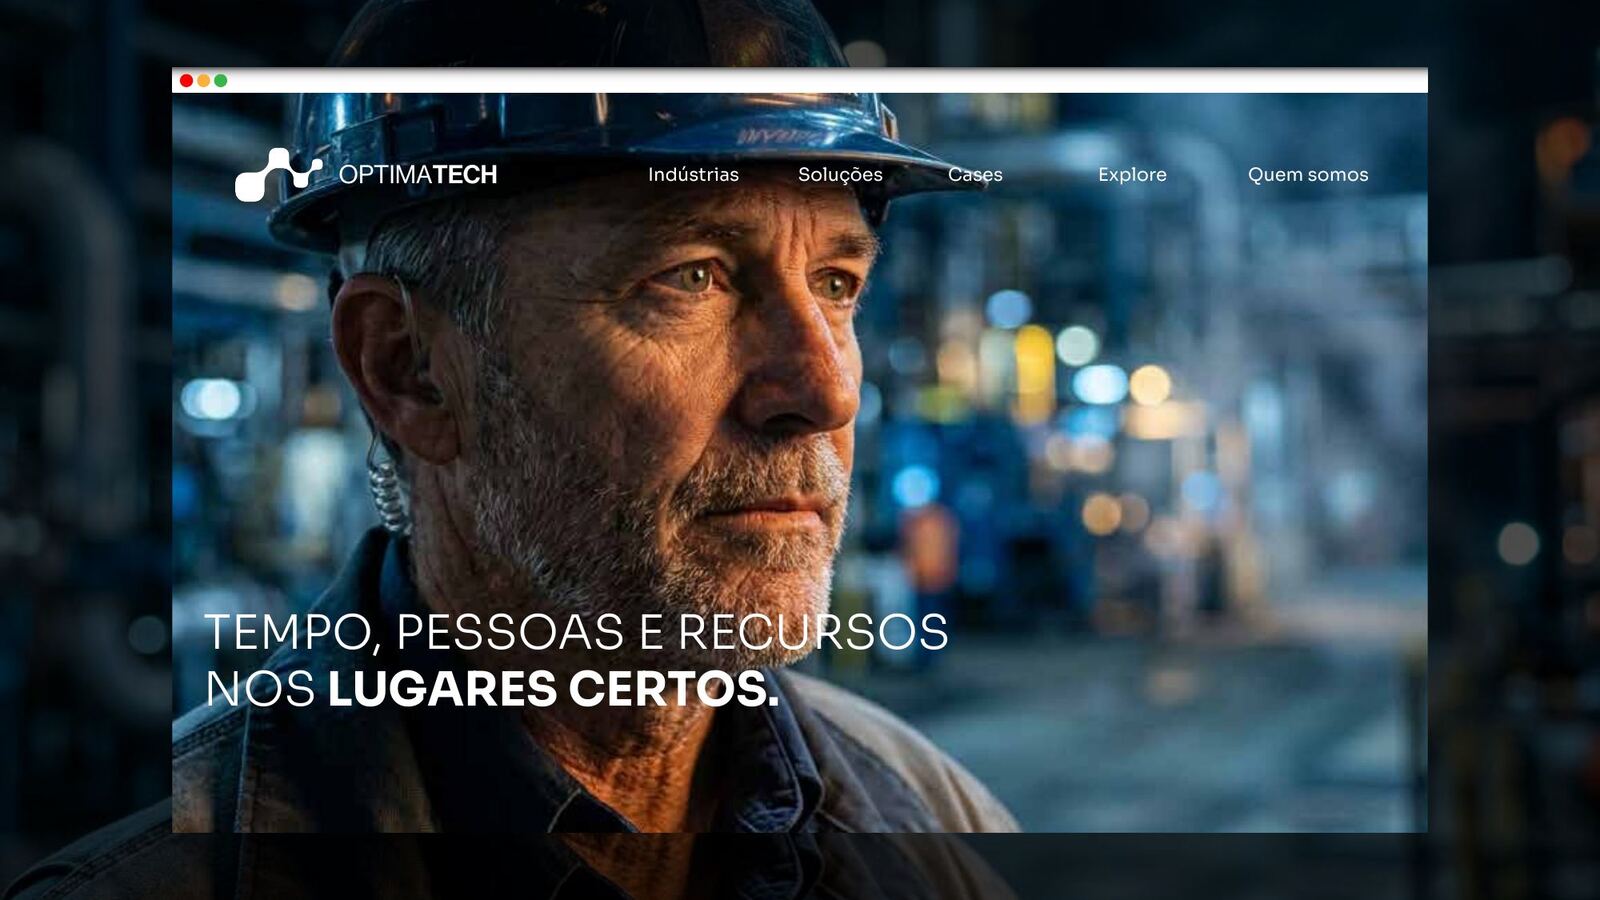 OPTIMATECH
Indústrias Soluções Cases Explore Quem somos
TEMPO, PESSOAS E RECURSOS
NOS LUGARES CERTOS.